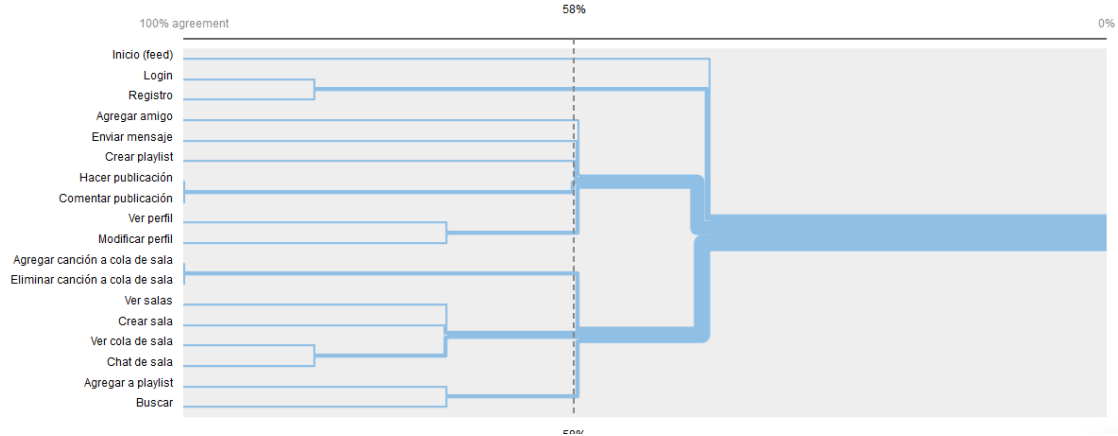 58%
100% agreement 0%
Inicio (feed)
Login
Registro
Agregar amigo
Enviar mensaje
Crear playlist
Hacer publicación
Comentar publicación
Ver perfil
Modificar perfil
Agregar canción a cola de sala
Eliminar canción a cola de sala
Ver salas
Crear sala
Ver cola de sala
Chat de sala
Agregar a playlist
Buscar
58%